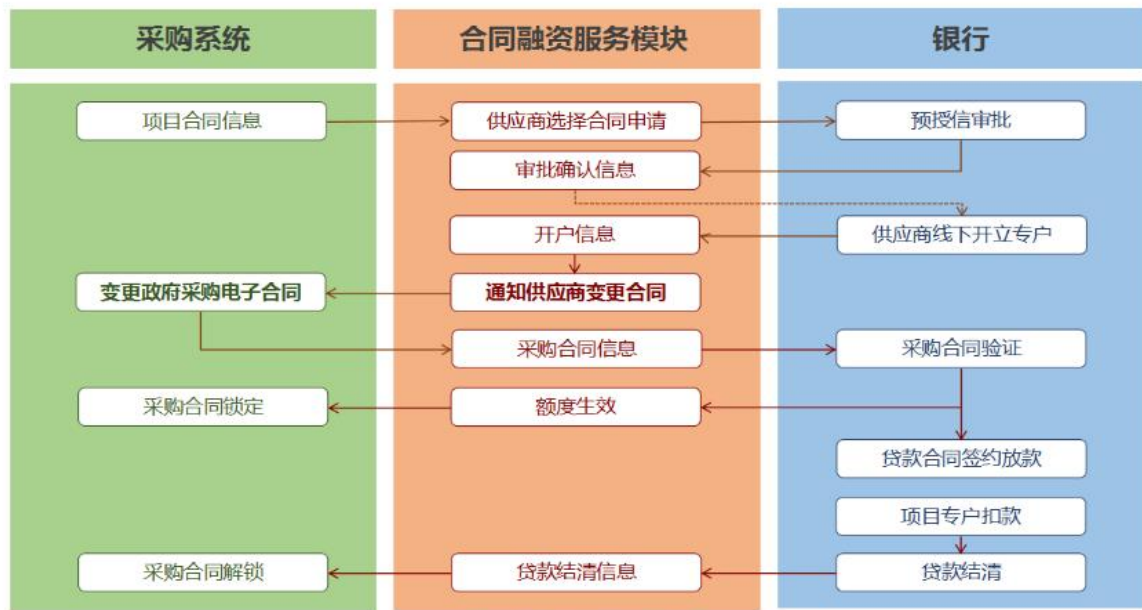 采购系统
合同融资服务模块
银行
项目合同信息
供应商选择合同申请
预授信审批
审批确认信息
开户信息
供应商线下开立专户
变更政府采购电子合同
通知供应商变更合同
采购合同信息
采购合同验证
采购合同锁定
额度生效
贷款合同签约放款
项目专户扣款
采购合同解锁
贷款结清信息
贷款结清